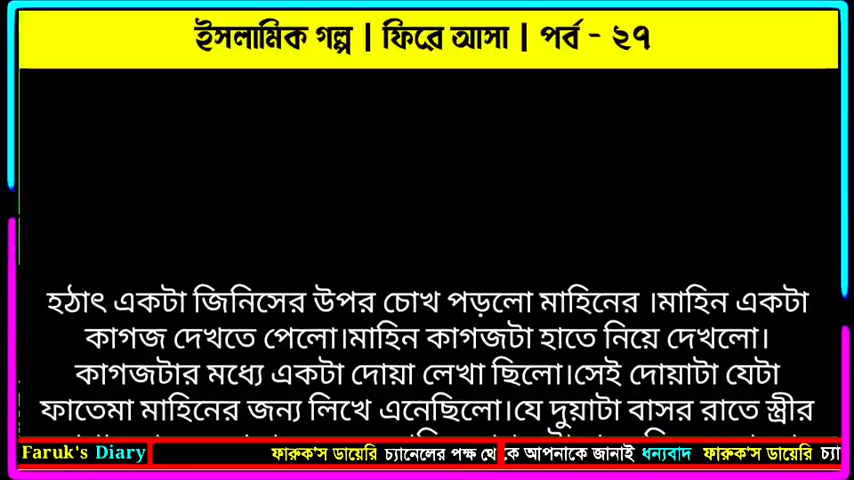 ইসলামিক গল্প | ফিরে আসা | পর্ব - ২৭
হঠাৎ একটা জিনিসের উপর চোখ পড়লো মাহিনের ।মাহিন একটা
কাগজ দেখতে পেলো।মাহিন কাগজটা হাতে নিয়ে দেখলো।
কাগজটার মধ্যে একটা দোয়া লেখা ছিলো।সেই দোয়াটা যেটা
ফাতেমা মাহিনের জন্য লিখে এনেছিলো।যে দুয়াটা বাসর রাতে স্ত্রীর
Faruk's Diary ফারুক'স ডায়েরি চ্যানেলের পক্ষ থেকে আপনাকে জানাই ধন্যবাদ ফারুক'স ডায়েরি